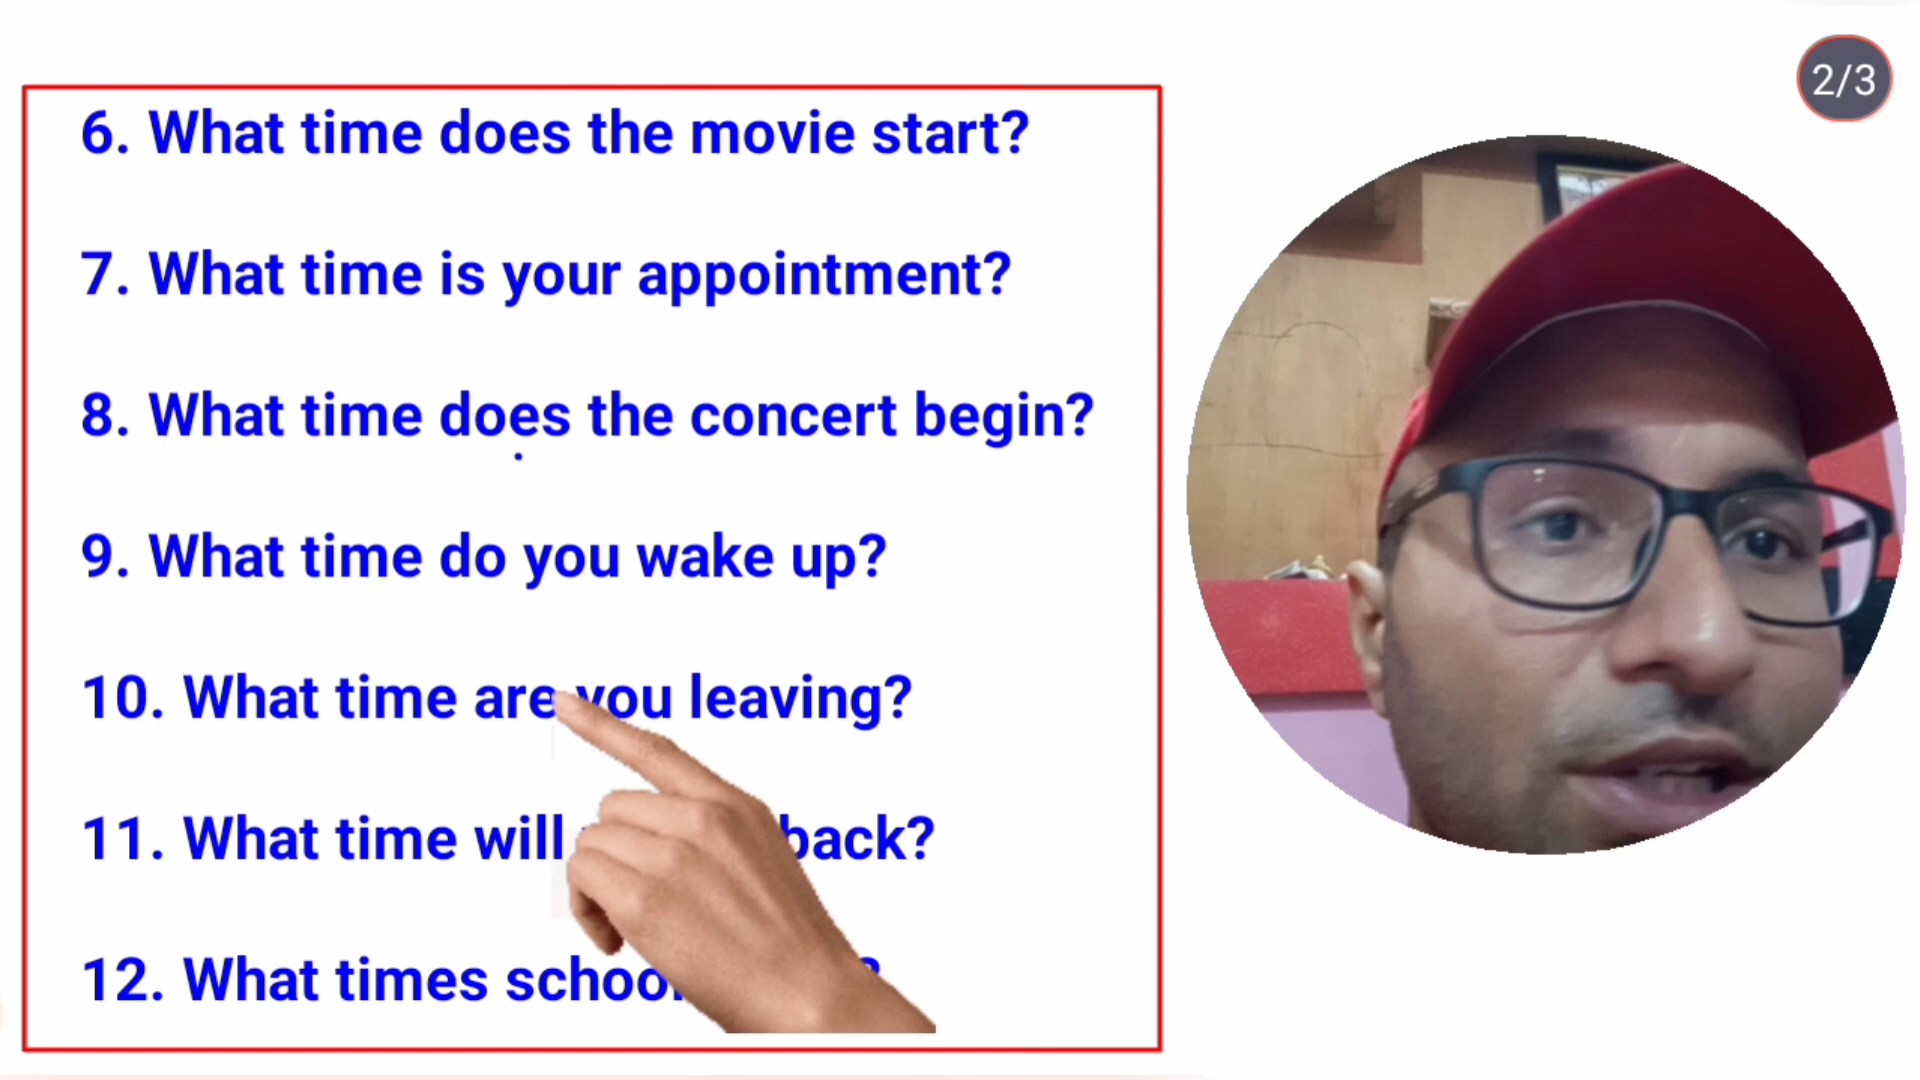 2/3
6. What time does the movie start?
7. What time is your appointment?
8. What time does the concert begin?
9. What time do you wake up?
10. What time are you leaving?
11. What time will back?
12. What times school